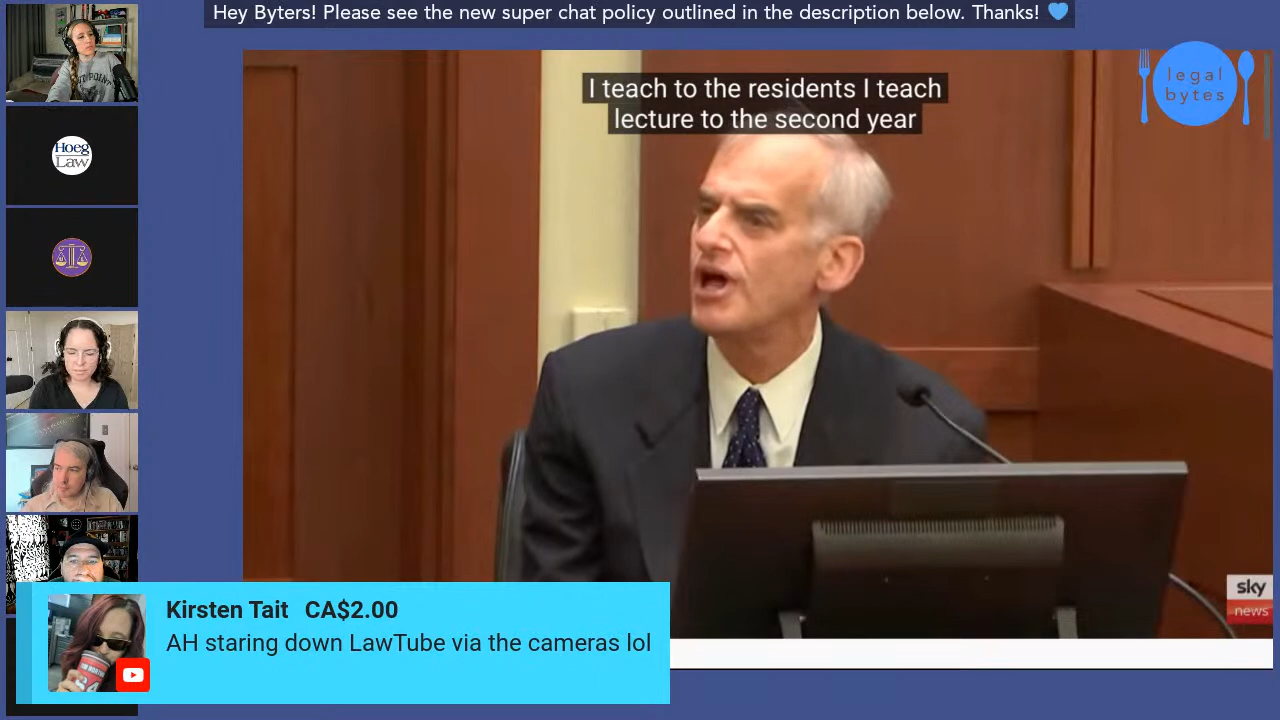 Hey Byters! Please see the new super chat policy outlined in the description below. Thanks! 💙
legal
bytes
I teach to the residents I teach
lecture to the second year
Hoeg
Law
sky
news
Kirsten Tait CA$2.00
AH staring down LawTube via the cameras lol